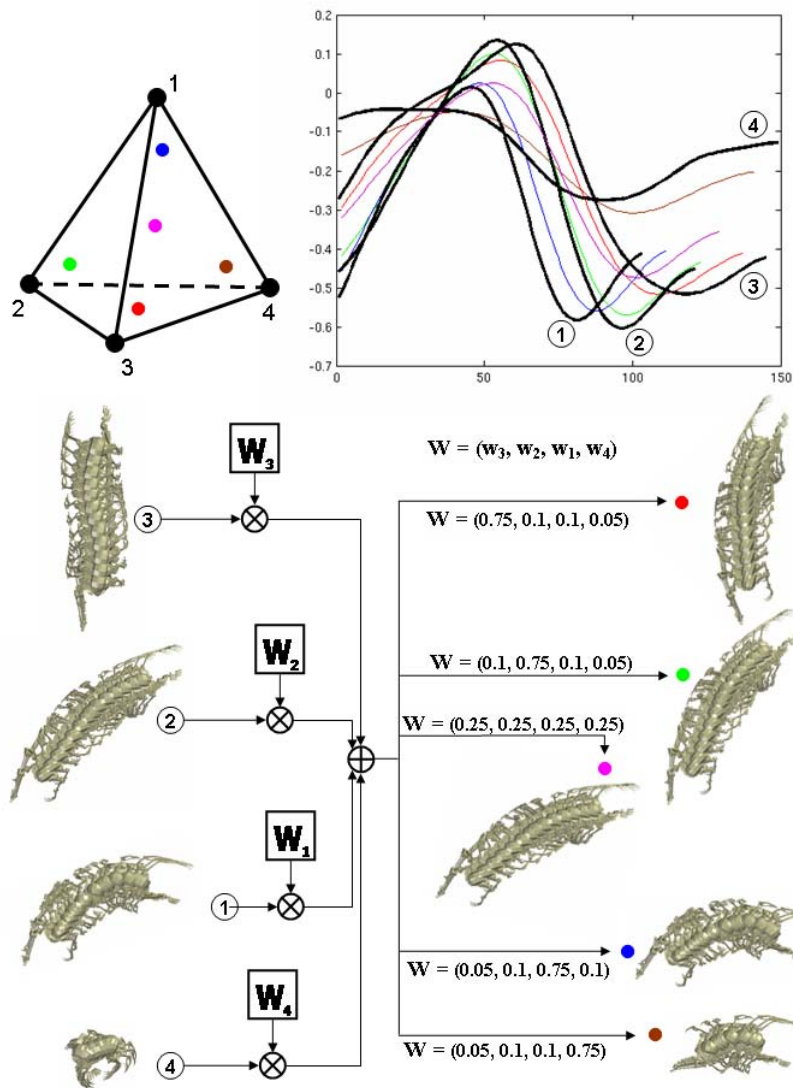 1
2
3
4
0.2
0.1
0
-0.1
-0.2
-0.3
-0.4
-0.5
-0.6
-0.7
0
50
100
150
4
3
1
2
W3
W = (w3, w2, w1, w4)
3
W = (0.75, 0.1, 0.1, 0.05)
W2
W = (0.1, 0.75, 0.1, 0.05)
2
W = (0.25, 0.25, 0.25, 0.25)
W1
1
W = (0.05, 0.1, 0.75, 0.1)
W4
W = (0.05, 0.1, 0.1, 0.75)
4